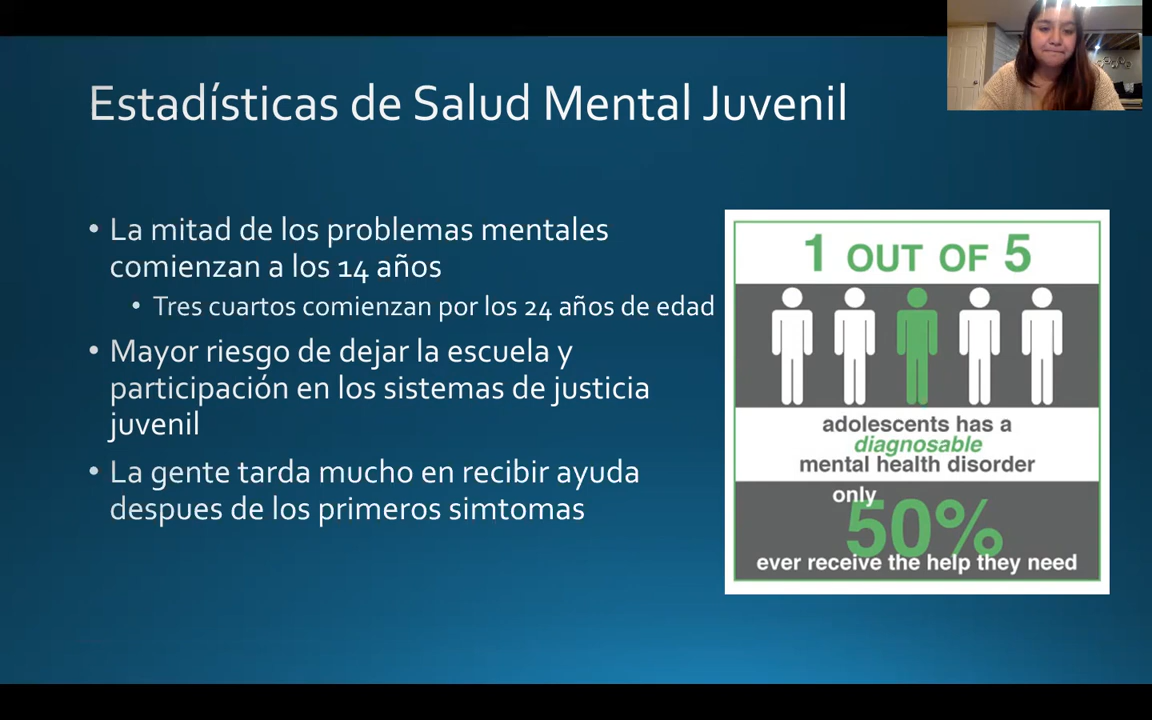 Estadísticas de Salud Mental Juvenil
• La mitad de los problemas mentales
comienzan a los 14 años
• Tres cuartos comienzan por los 24 años de edad
• Mayor riesgo de dejar la escuela y
participación en los sistemas de justicia
juvenil
• La gente tarda mucho en recibir ayuda
despues de los primeros simtomas
1 OUT OF 5
adolescents has a
diagnosable
mental health disorder
only
50%
ever receive the help they need